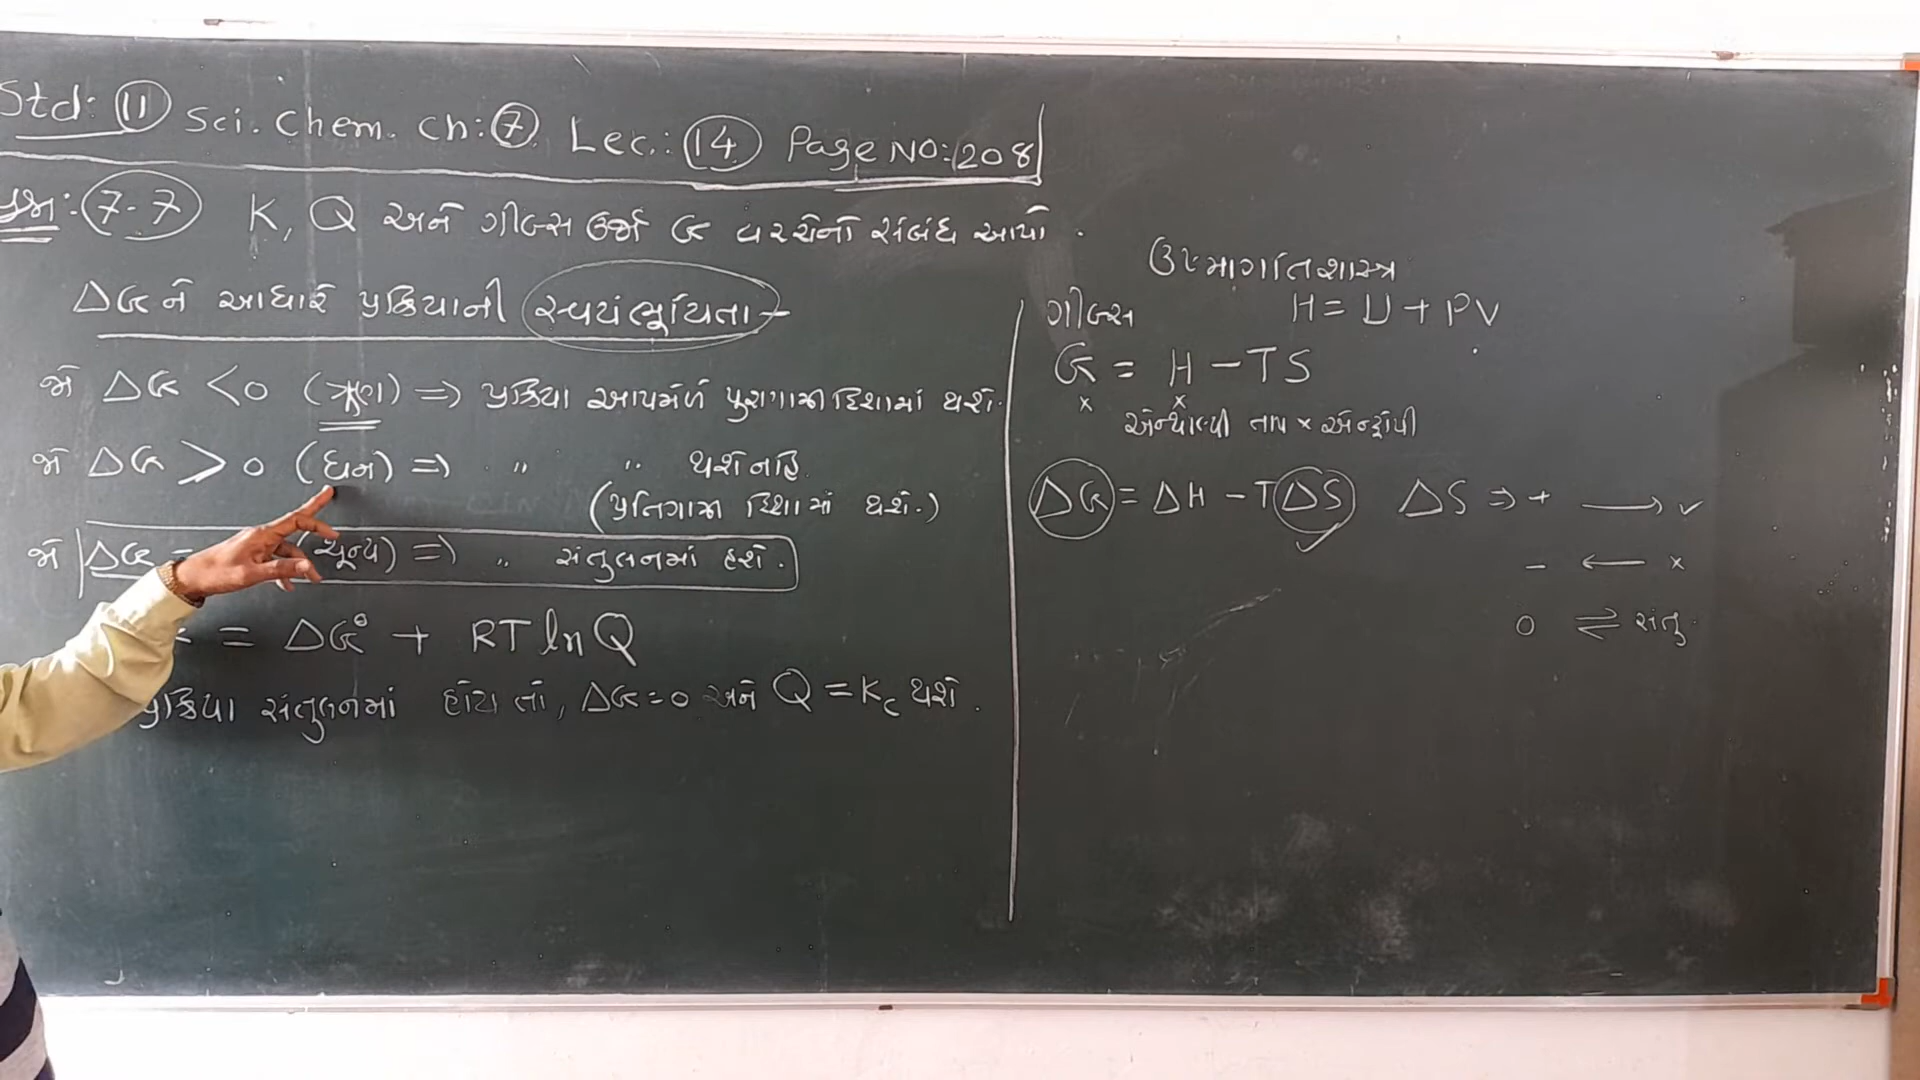 Std: 11 Sci. Chem. Ch: 7 Lec.: 14 Page NO: 208
પ્રશ્ન: 7-7 K, Q અને ગીબ્સ ઉર્જા G વચ્ચેનો સંબંધ આપો.
ΔG ને આધારે પ્રક્રિયાની સ્વયંભૂયિતા –
જો ΔG < 0 (ઋણ) ⇒ પ્રક્રિયા આપમેળે પુરોગામી દિશામાં થશે.
જો ΔG > 0 (ધન) ⇒ " " થશે નહિ.
(પ્રતિગામી દિશામાં થશે.)
જો ΔG = (શૂન્ય) ⇒ " સંતુલનમાં હશે.
= ΔG° + RT ln Q
પ્રક્રિયા સંતુલનમાં હોય તો, ΔG = 0 અને Q = Kc થશે.
ઉષ્માગતિશાસ્ત્ર
ગીબ્સ H = U + PV
G = H – TS
x x
એન્થાલ્પી તાપ × એન્ટ્રોપી
ΔG = ΔH – TΔS ΔS ⇒ + ⟶ ✓
– ⟵ x
0 ⇌ સંતુ.